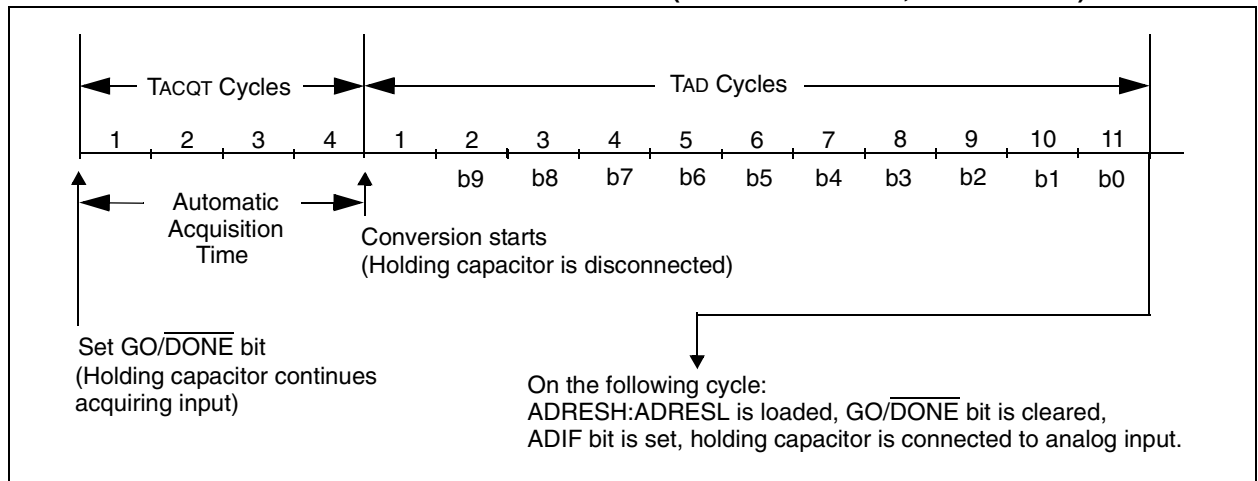 TACQT Cycles
TAD Cycles
1 2 3 4 1 2 3 4 5 6 7 8 9 10 11
b9 b8 b7 b6 b5 b4 b3 b2 b1 b0
Automatic
Acquisition
Time
Conversion starts
(Holding capacitor is disconnected)
Set GO/DONE bit
(Holding capacitor continues
acquiring input)
On the following cycle:
ADRESH:ADRESL is loaded, GO/DONE bit is cleared,
ADIF bit is set, holding capacitor is connected to analog input.